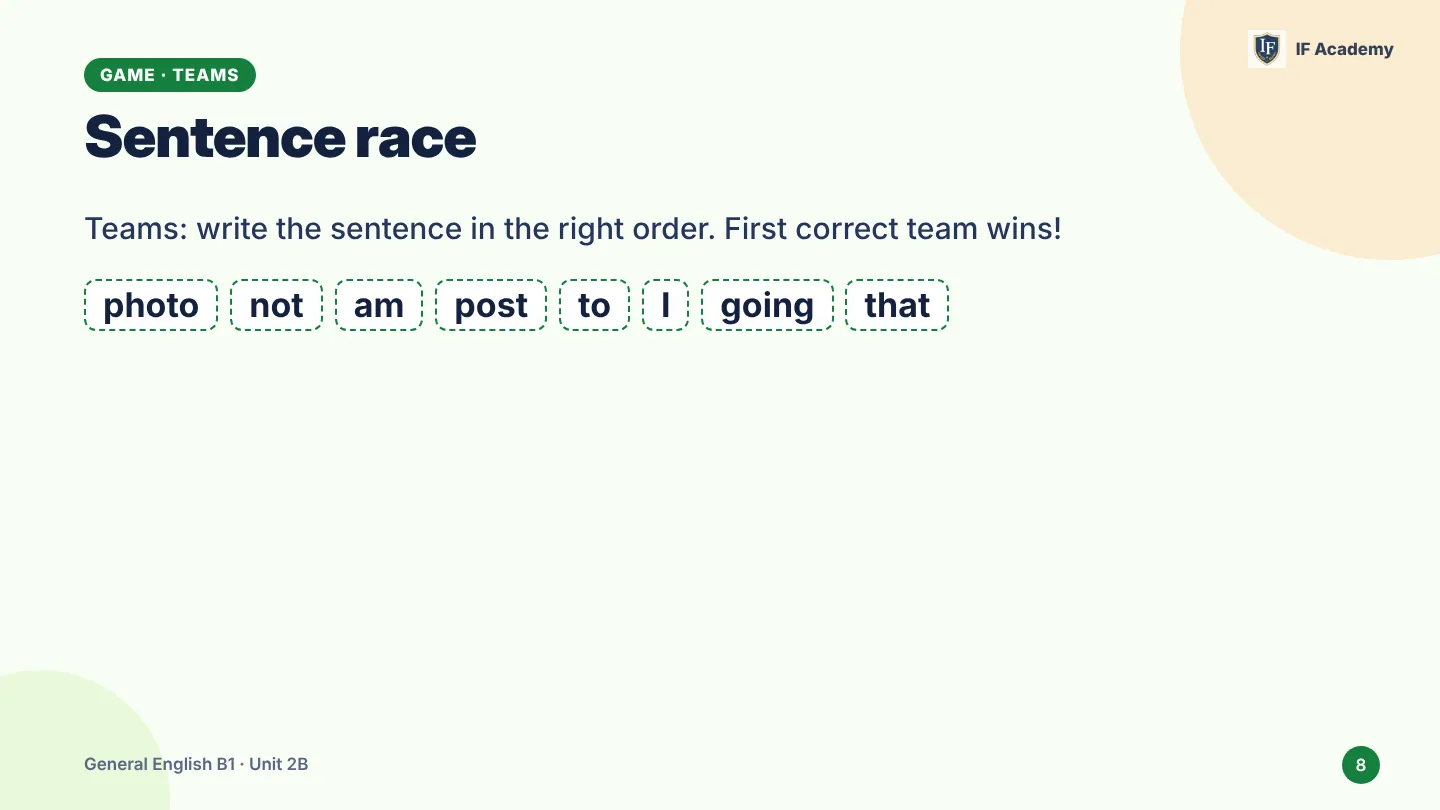 GAME · TEAMS
IF IF Academy
Sentence race
Teams: write the sentence in the right order. First correct team wins!
photo not am post to I going that
General English B1 · Unit 2B
8